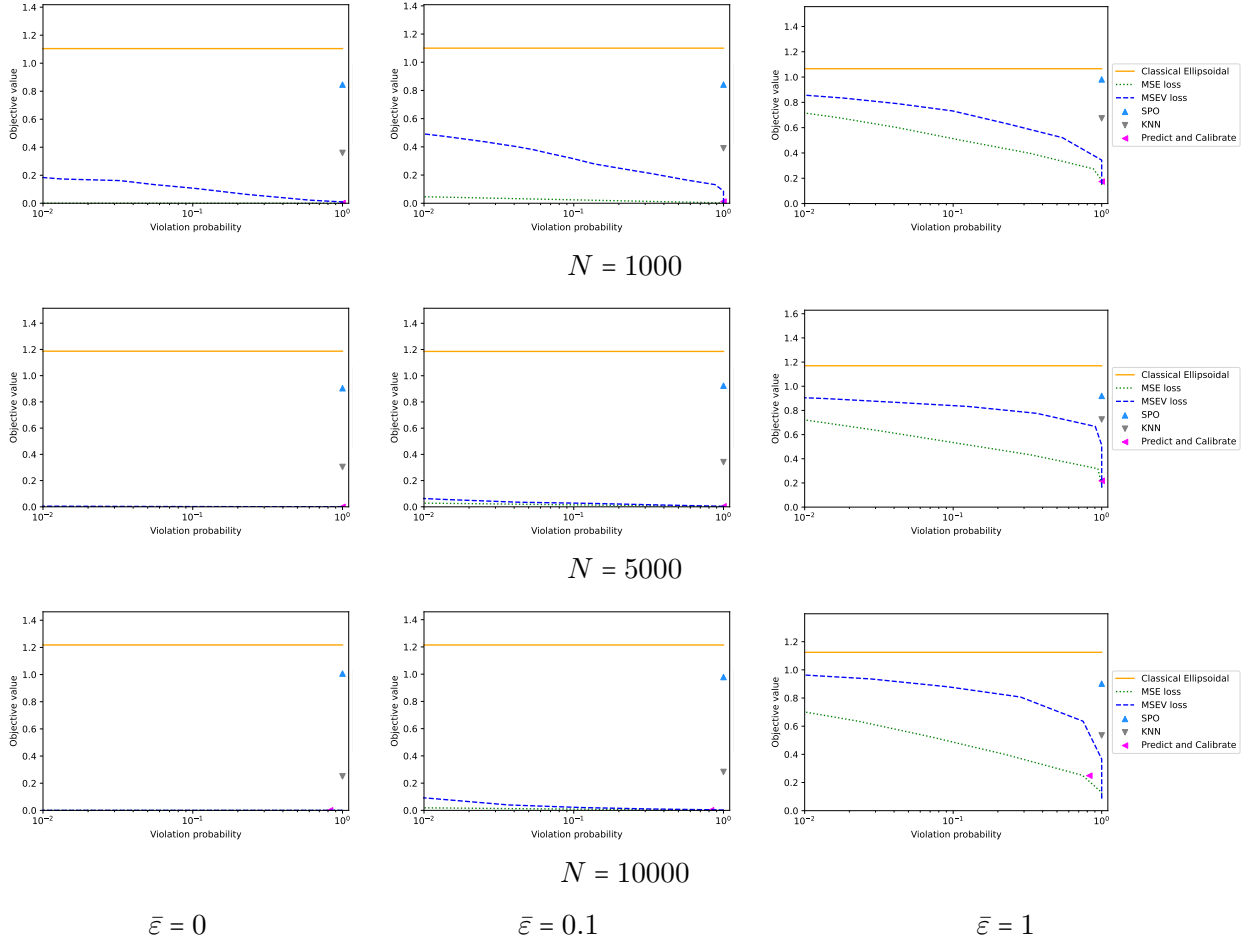 1.4
1.2
1.0
0.8
0.6
0.4
0.2
0.0
Objective value
10⁻² 10⁻¹ 10⁰
Violation probability
1.4
1.2
1.0
0.8
0.6
0.4
0.2
0.0
Objective value
10⁻² 10⁻¹ 10⁰
Violation probability
1.4
1.2
1.0
0.8
0.6
0.4
0.2
0.0
Objective value
10⁻² 10⁻¹ 10⁰
Violation probability
Classical Ellipsoidal
MSE loss
MSEV loss
SPO
KNN
Predict and Calibrate
N = 1000
1.4
1.2
1.0
0.8
0.6
0.4
0.2
0.0
Objective value
10⁻² 10⁻¹ 10⁰
Violation probability
1.4
1.2
1.0
0.8
0.6
0.4
0.2
0.0
Objective value
10⁻² 10⁻¹ 10⁰
Violation probability
1.6
1.4
1.2
1.0
0.8
0.6
0.4
0.2
0.0
Objective value
10⁻² 10⁻¹ 10⁰
Violation probability
Classical Ellipsoidal
MSE loss
MSEV loss
SPO
KNN
Predict and Calibrate
N = 5000
1.4
1.2
1.0
0.8
0.6
0.4
0.2
0.0
Objective value
10⁻² 10⁻¹ 10⁰
Violation probability
1.4
1.2
1.0
0.8
0.6
0.4
0.2
0.0
Objective value
10⁻² 10⁻¹ 10⁰
Violation probability
1.2
1.0
0.8
0.6
0.4
0.2
0.0
Objective value
10⁻² 10⁻¹ 10⁰
Violation probability
Classical Ellipsoidal
MSE loss
MSEV loss
SPO
KNN
Predict and Calibrate
N = 10000
ε̄ = 0 ε̄ = 0.1 ε̄ = 1